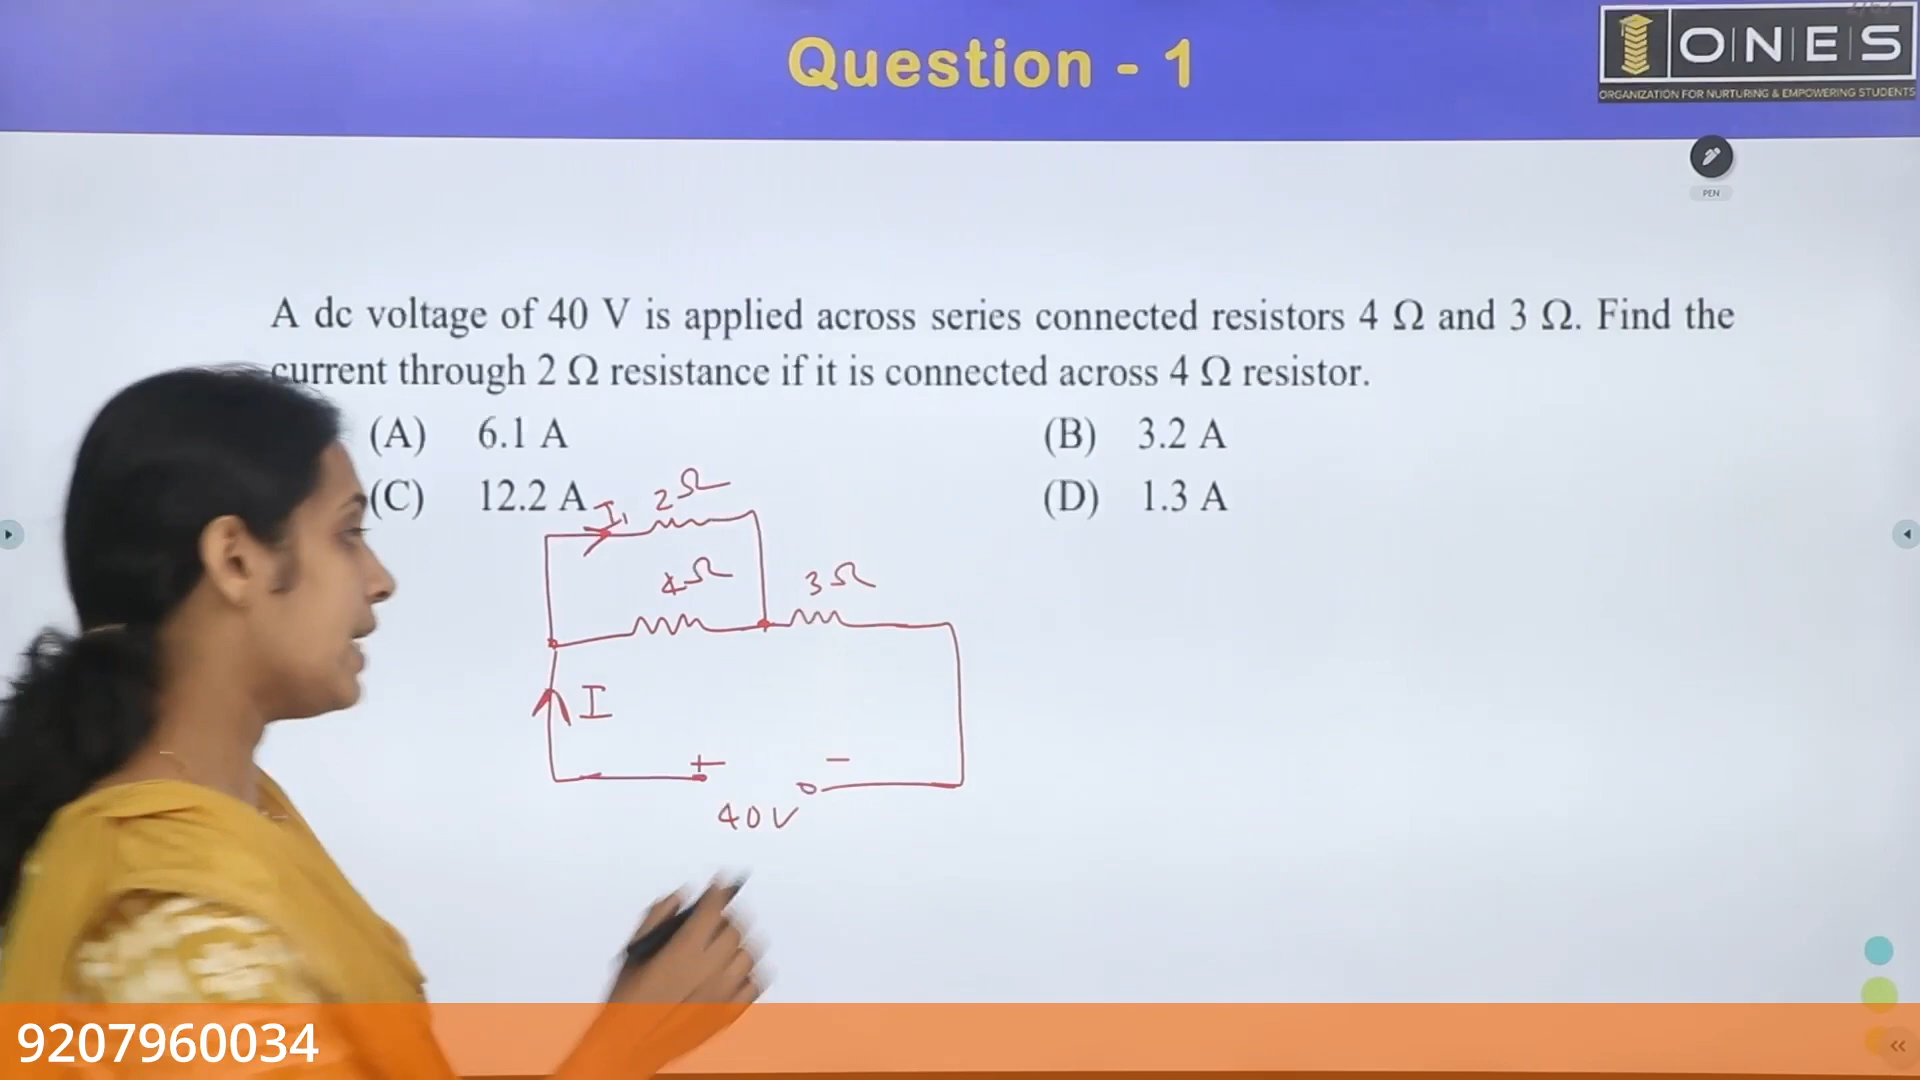 Question - 1
ONES
ORGANIZATION FOR NURTURING & EMPOWERING STUDENTS
PEN
A dc voltage of 40 V is applied across series connected resistors 4 Ω and 3 Ω. Find the
current through 2 Ω resistance if it is connected across 4 Ω resistor.
(A) 6.1 A (B) 3.2 A
(C) 12.2 A (D) 1.3 A
I₁ 2Ω
4Ω 3Ω
I
+ −
40V
9207960034